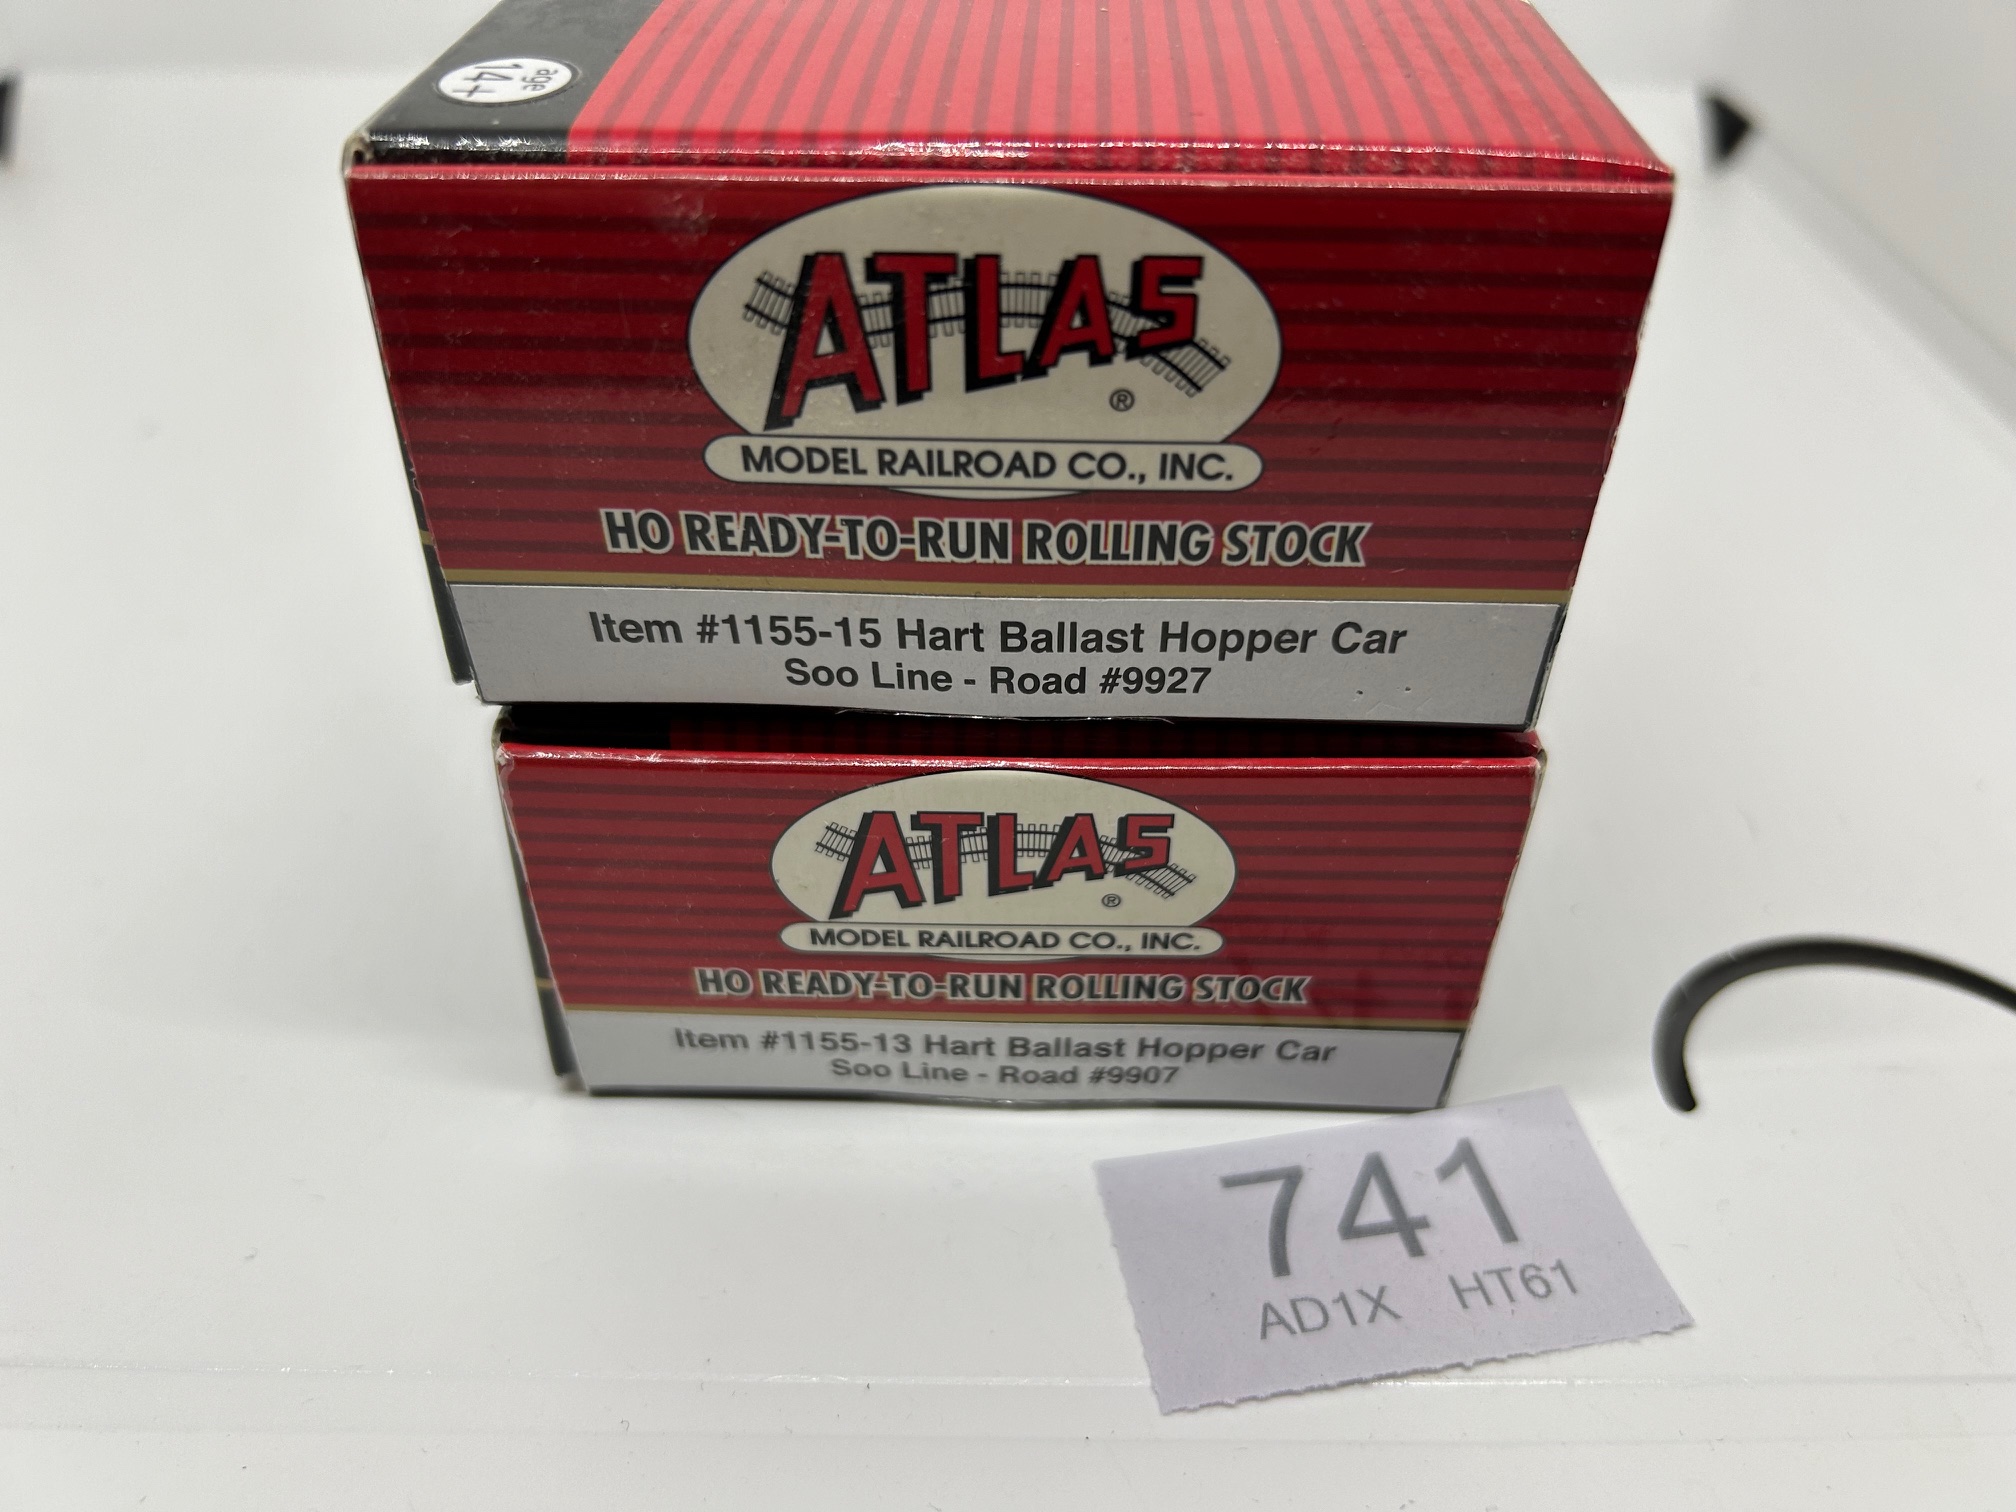 age
14+
ATLAS
®
MODEL RAILROAD CO., INC.
HO READY-TO-RUN ROLLING STOCK
Item #1155-15 Hart Ballast Hopper Car
Soo Line - Road #9927
ATLAS
®
MODEL RAILROAD CO., INC.
HO READY-TO-RUN ROLLING STOCK
Item #1155-13 Hart Ballast Hopper Car
Soo Line - Road #9907
741
AD1X HT61